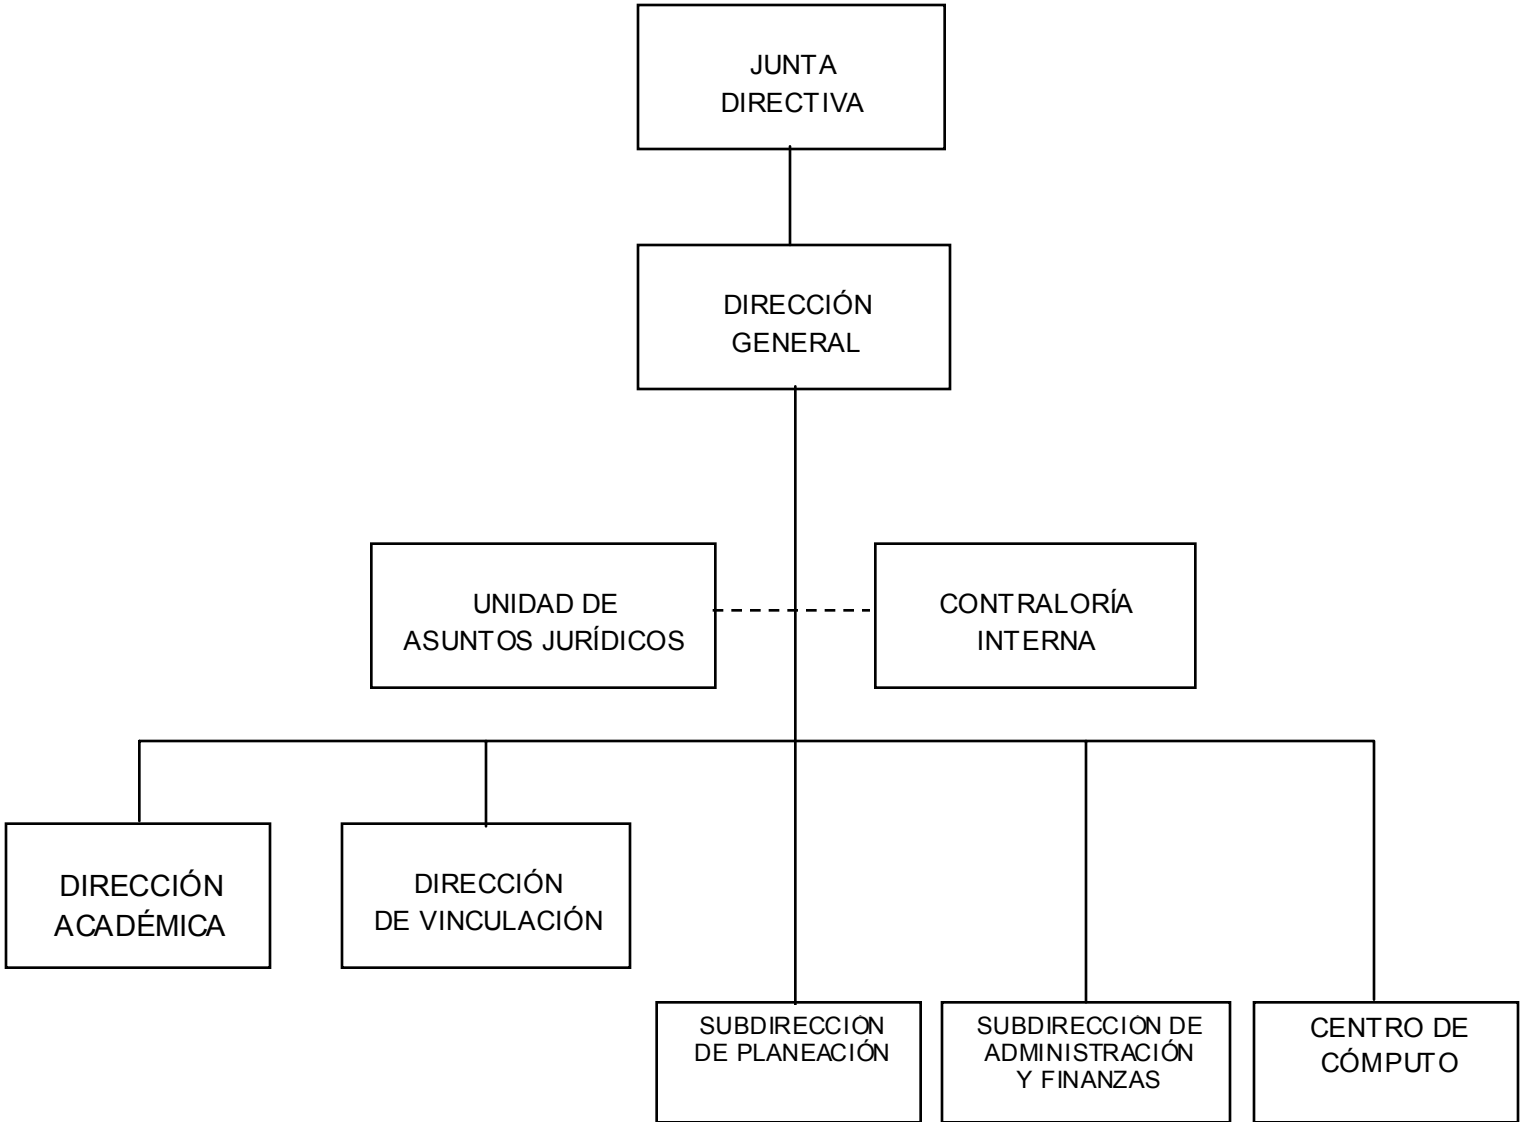 JUNTA
DIRECTIVA
DIRECCIÓN
GENERAL
UNIDAD DE
ASUNTOS JURÍDICOS
CONTRALORÍA
INTERNA
DIRECCIÓN
ACADÉMICA
DIRECCIÓN
DE VINCULACIÓN
SUBDIRECCIÓN
DE PLANEACIÓN
SUBDIRECCIÓN DE
ADMINISTRACIÓN
Y FINANZAS
CENTRO DE
CÓMPUTO